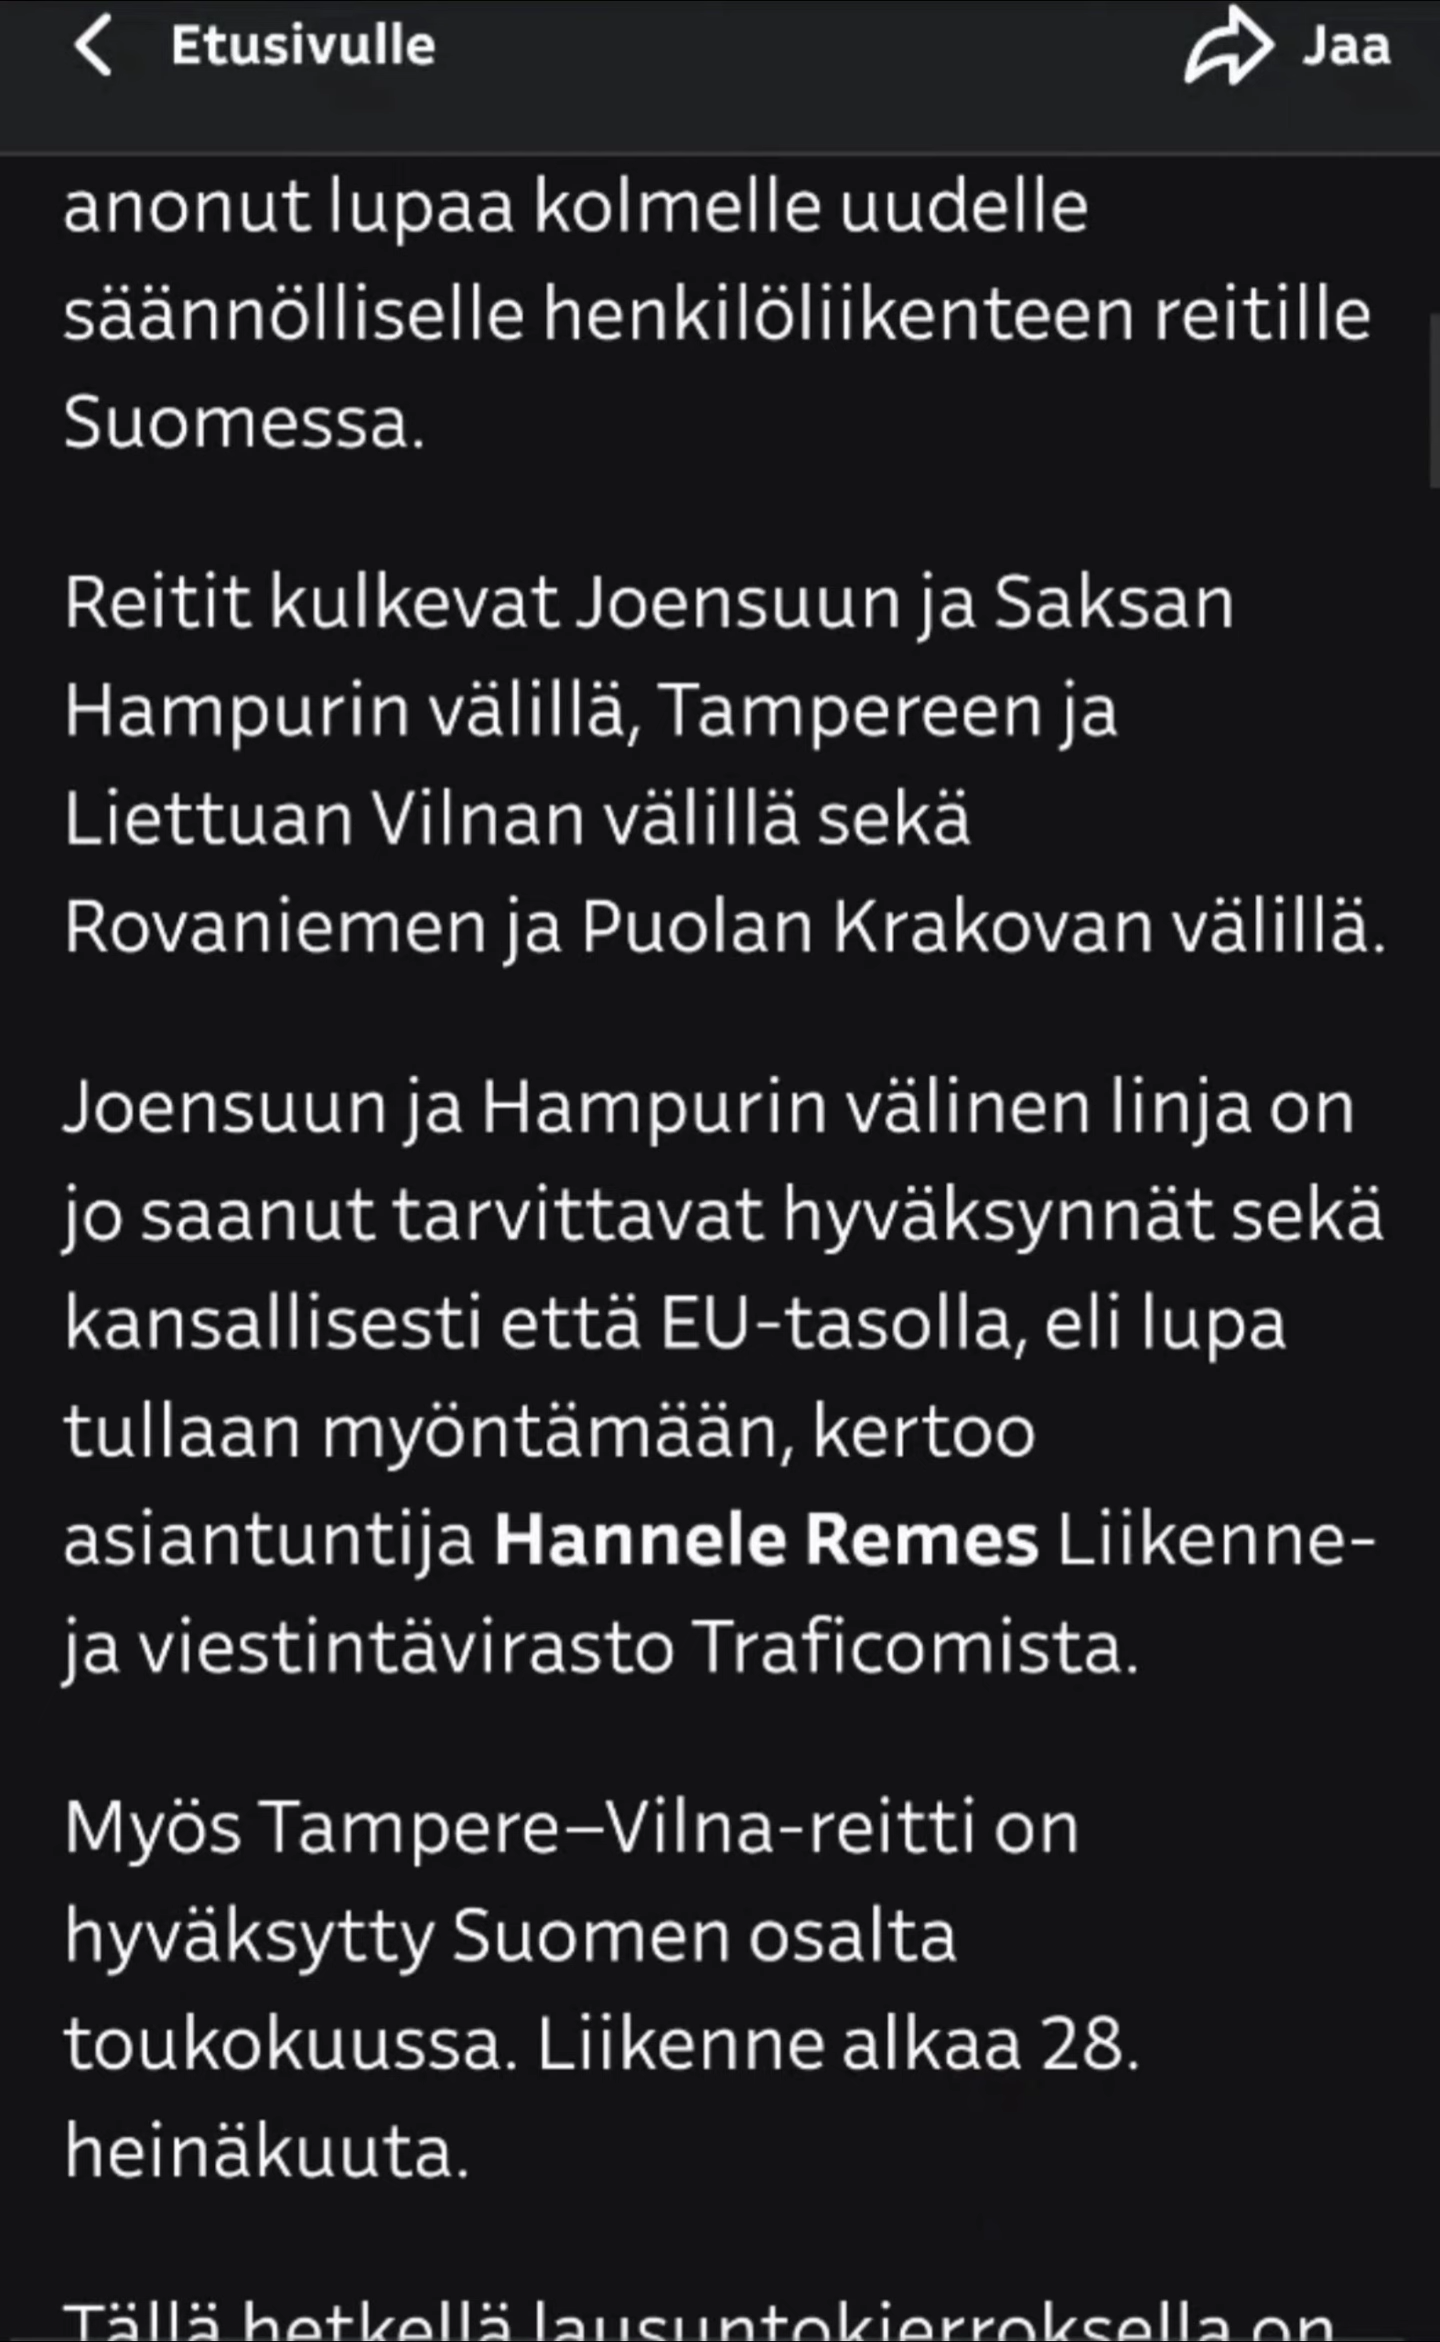 Etusivulle
Jaa
anonut lupaa kolmelle uudelle
säännölliselle henkilöliikenteen reitille
Suomessa.
Reitit kulkevat Joensuun ja Saksan
Hampurin välillä, Tampereen ja
Liettuan Vilnan välillä sekä
Rovaniemen ja Puolan Krakovan välillä.
Joensuun ja Hampurin välinen linja on
jo saanut tarvittavat hyväksynnät sekä
kansallisesti että EU-tasolla, eli lupa
tullaan myöntämään, kertoo
asiantuntija Hannele Remes Liikenne-
ja viestintävirasto Traficomista.
Myös Tampere–Vilna-reitti on
hyväksytty Suomen osalta
toukokuussa. Liikenne alkaa 28.
heinäkuuta.
Tällä hetkellä lausuntokierroksella on